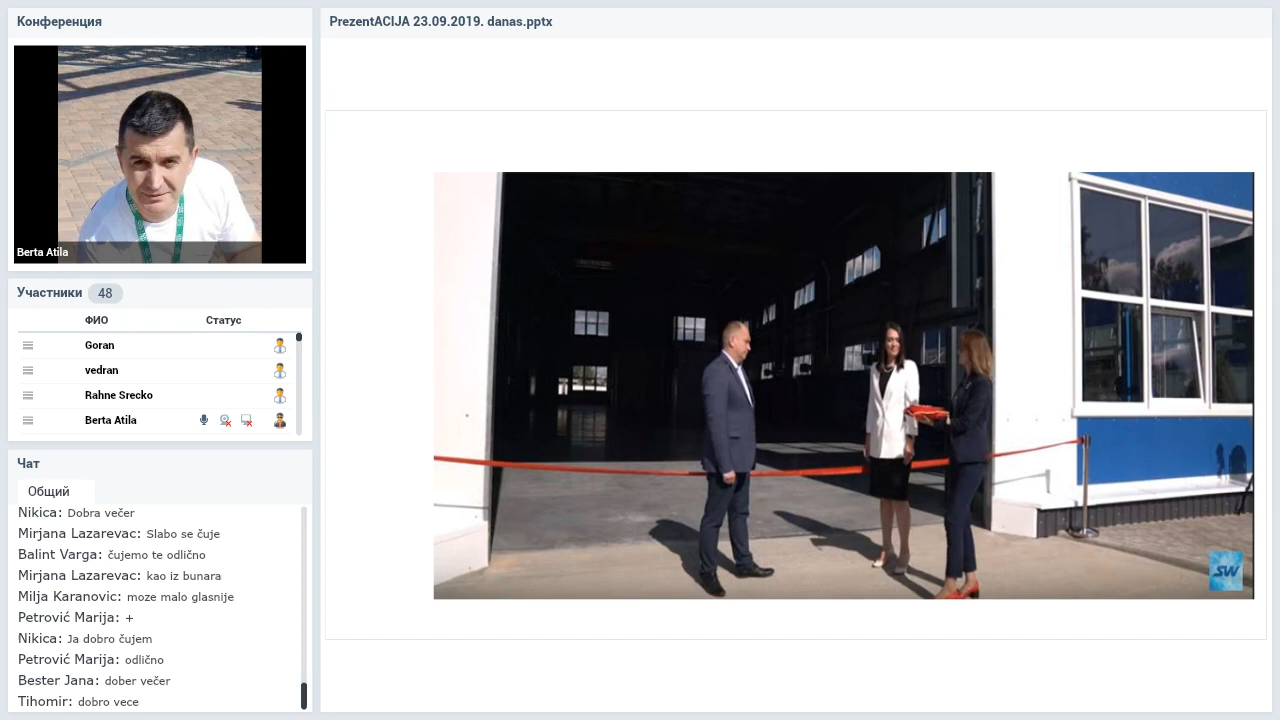 Конференция
Berta Atila
Участники 48
ФИО Статус
Goran
vedran
Rahne Srecko
Berta Atila
Чат
Общий
Nikica: Dobra večer
Mirjana Lazarevac: Slabo se čuje
Balint Varga: čujemo te odlično
Mirjana Lazarevac: kao iz bunara
Milja Karanovic: moze malo glasnije
Petrović Marija: +
Nikica: Ja dobro čujem
Petrović Marija: odlično
Bester Jana: dober večer
Tihomir: dobro vece
PrezentACIJA 23.09.2019. danas.pptx
SW